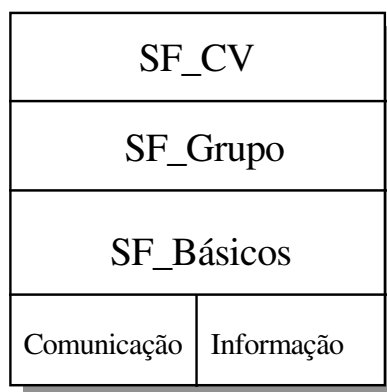 SF_CV
SF_Grupo
SF_Básicos
Comunicação Informação